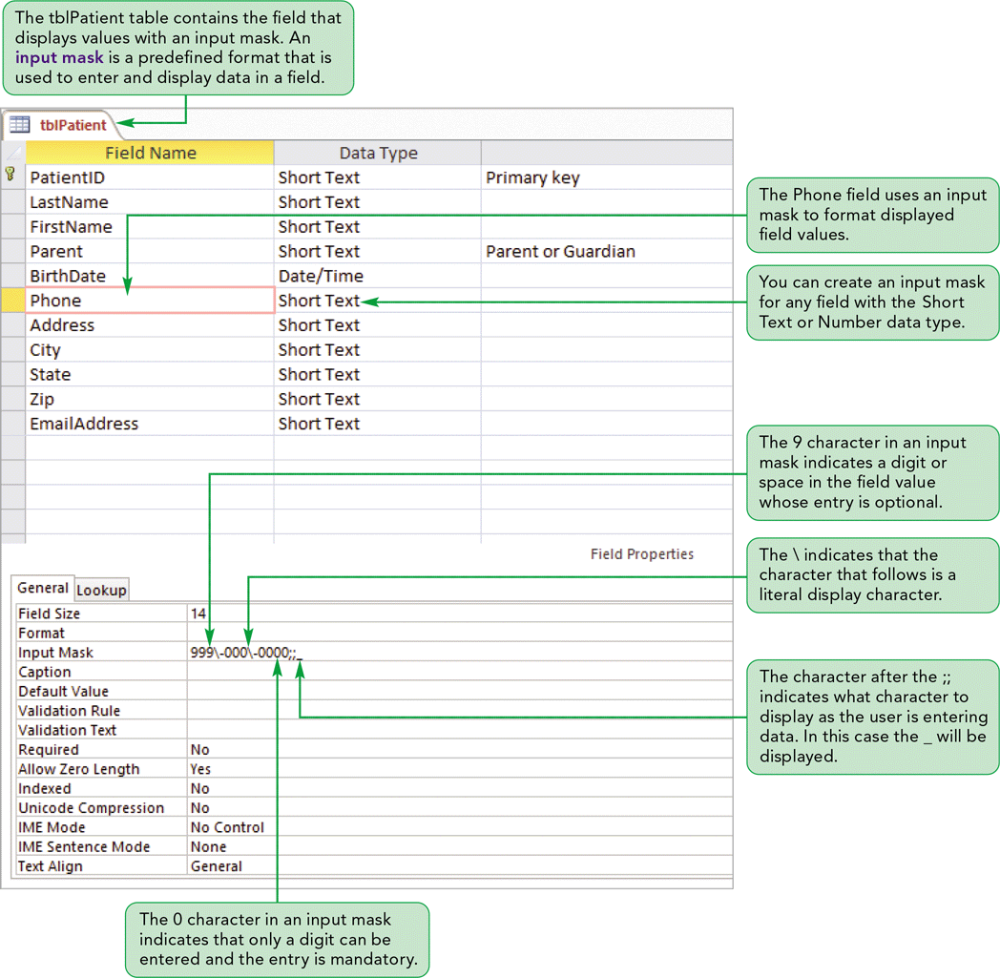 The tblPatient table contains the field that
displays values with an input mask. An
input mask is a predefined format that is
used to enter and display data in a field.
tblPatient
Field Name Data Type
PatientID Short Text Primary key
LastName Short Text
FirstName Short Text
Parent Short Text Parent or Guardian
BirthDate Date/Time
Phone Short Text
Address Short Text
City Short Text
State Short Text
Zip Short Text
EmailAddress Short Text
The Phone field uses an input
mask to format displayed
field values.
You can create an input mask
for any field with the Short
Text or Number data type.
The 9 character in an input
mask indicates a digit or
space in the field value
whose entry is optional.
The \ indicates that the
character that follows is a
literal display character.
The character after the ;;
indicates what character to
display as the user is entering
data. In this case the _ will be
displayed.
Field Properties
General Lookup
Field Size 14
Format
Input Mask 999\-000\-0000;;_
Caption
Default Value
Validation Rule
Validation Text
Required No
Allow Zero Length Yes
Indexed No
Unicode Compression No
IME Mode No Control
IME Sentence Mode None
Text Align General
The 0 character in an input mask
indicates that only a digit can be
entered and the entry is mandatory.